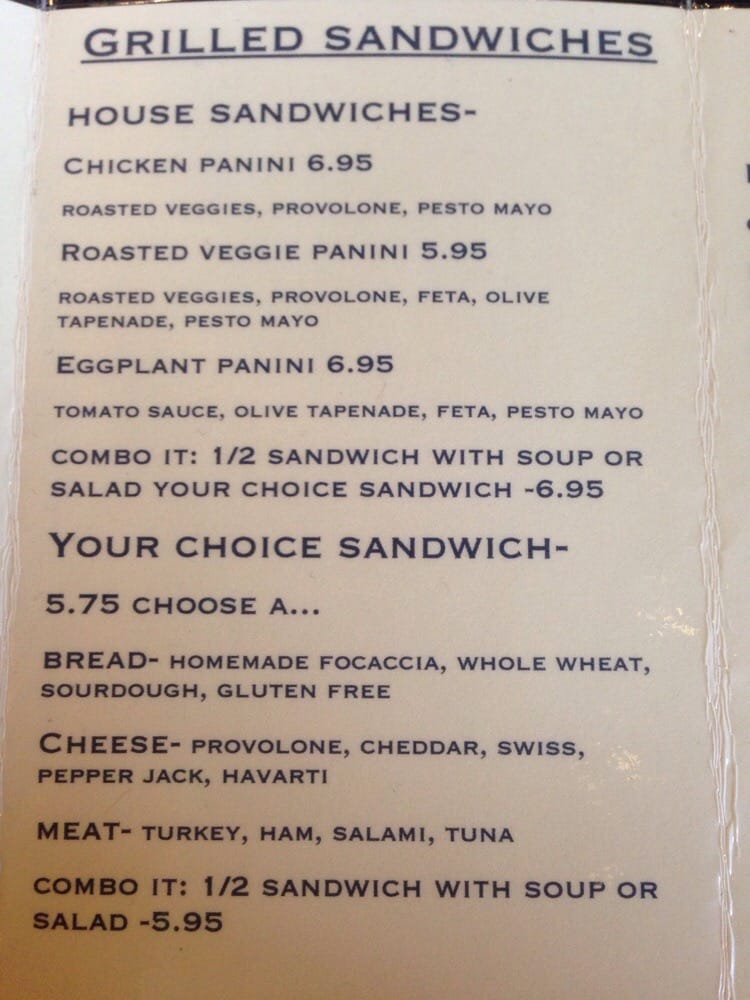 GRILLED SANDWICHES
HOUSE SANDWICHES-
CHICKEN PANINI 6.95
ROASTED VEGGIES, PROVOLONE, PESTO MAYO
ROASTED VEGGIE PANINI 5.95
ROASTED VEGGIES, PROVOLONE, FETA, OLIVE
TAPENADE, PESTO MAYO
EGGPLANT PANINI 6.95
TOMATO SAUCE, OLIVE TAPENADE, FETA, PESTO MAYO
COMBO IT: 1/2 SANDWICH WITH SOUP OR
SALAD YOUR CHOICE SANDWICH -6.95
YOUR CHOICE SANDWICH-
5.75 CHOOSE A...
BREAD- HOMEMADE FOCACCIA, WHOLE WHEAT,
SOURDOUGH, GLUTEN FREE
CHEESE- PROVOLONE, CHEDDAR, SWISS,
PEPPER JACK, HAVARTI
MEAT- TURKEY, HAM, SALAMI, TUNA
COMBO IT: 1/2 SANDWICH WITH SOUP OR
SALAD -5.95